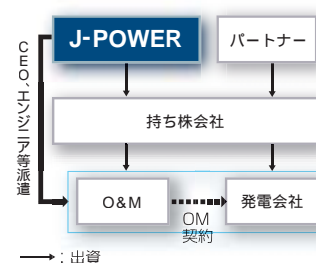 J-POWER
パートナー
CEO、エンジニア等派遣
持ち株会社
O&M
OM
契約
発電会社
：出資